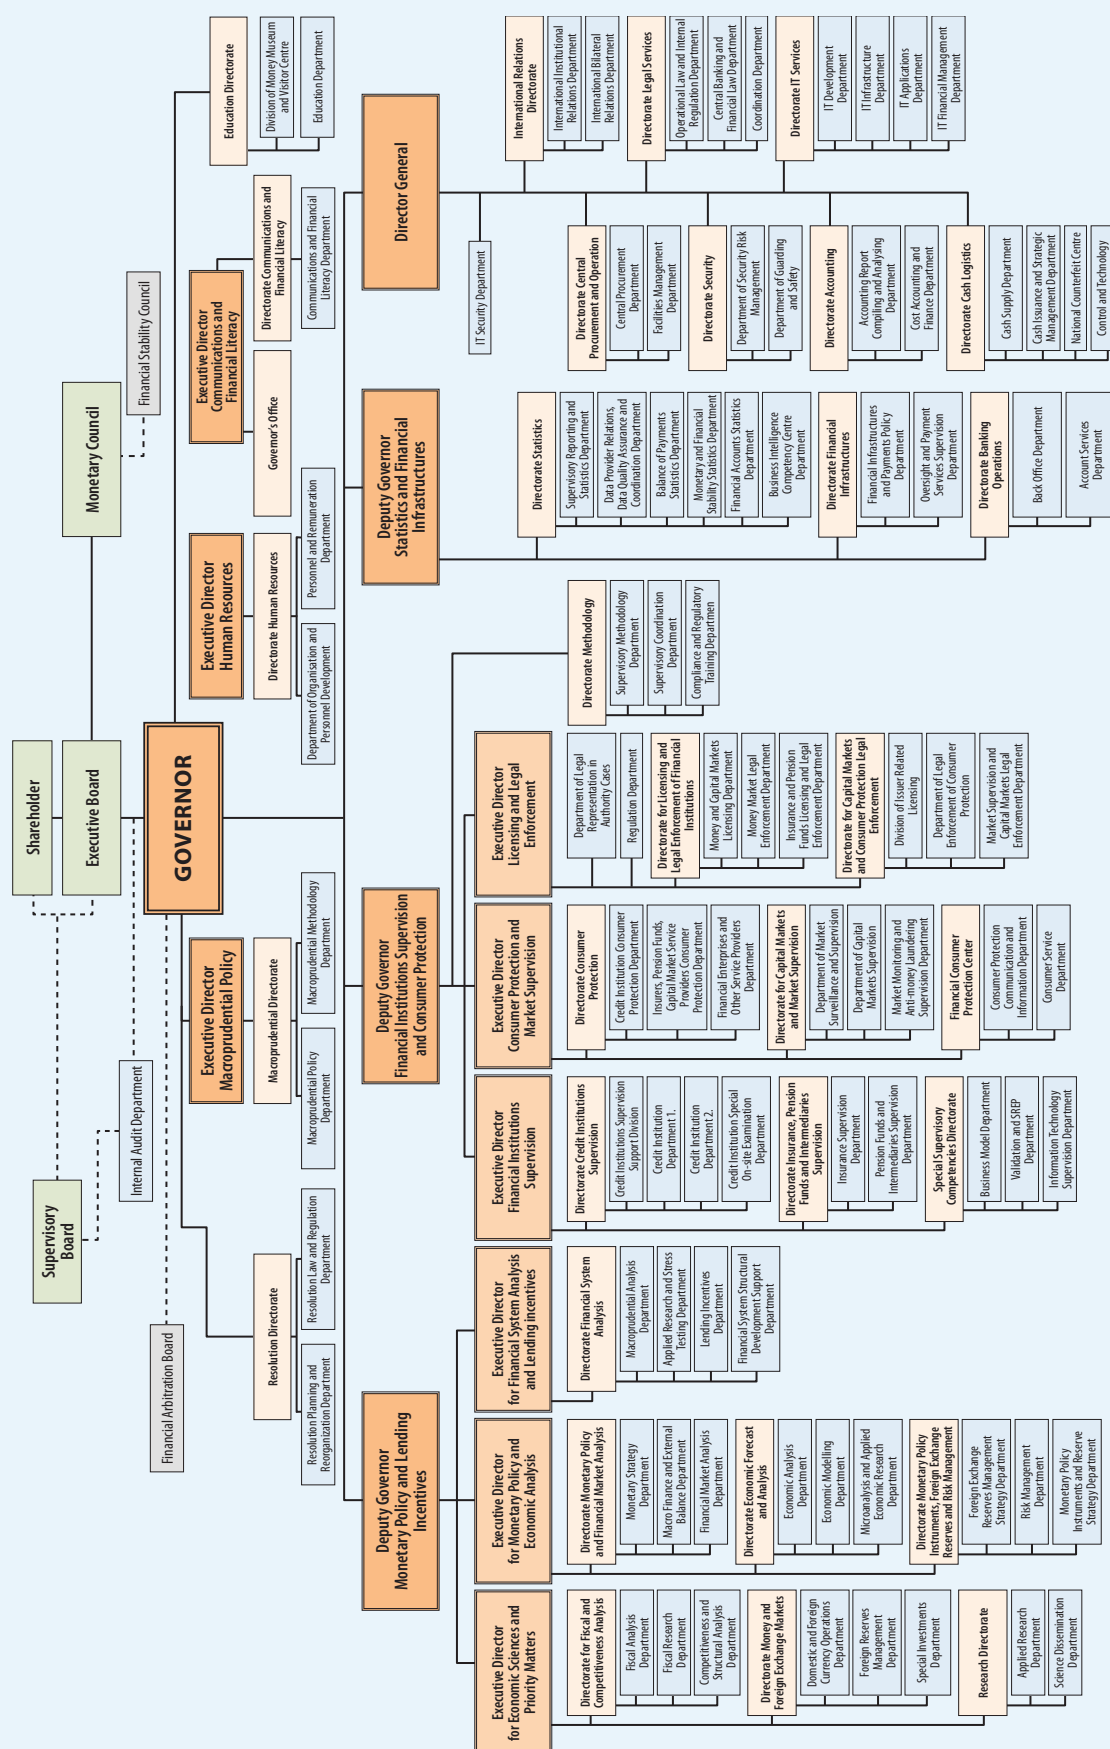 Shareholder
Executive Board
Monetary Council
Financial Stability Council
Supervisory
Board
Internal Audit Department
Financial Arbitration Board
GOVERNOR
Resolution Directorate
Resolution Planning and
Reorganization Department
Resolution Law and Regulation
Department
Executive Director
Macroprudential Policy
Macroprudential Directorate
Macroprudential Policy
Department
Macroprudential Methodology
Department
Executive Director
Human Resources
Directorate Human Resources
Department of Organisation and
Personnel Development
Personnel and Remuneration
Department
Executive Director
Communications and
Financial Literacy
Governor's Office
Directorate Communications and
Financial Literacy
Communications and Financial
Literacy Department
Education Directorate
Division of Money Museum
and Visitor Centre
Education Department
Deputy Governor
Monetary Policy and Lending
Incentives
Executive Director
for Economic Sciences and
Priority Matters
Directorate for Fiscal and
Competitiveness Analysis
Fiscal Analysis
Department
Fiscal Research
Department
Competitiveness and
Structural Analysis
Department
Directorate Money and
Foreign Exchange Markets
Domestic and Foreign
Currency Operations
Department
Foreign Reserves
Management
Department
Special Investments
Department
Research Directorate
Applied Research
Department
Science Dissemination
Department
Executive Director
for Monetary Policy and
Economic Analysis
Directorate Monetary Policy
and Financial Market Analysis
Monetary Strategy
Department
Macro Finance and External
Balance Department
Financial Market Analysis
Department
Directorate Economic Forecast
and Analysis
Economic Analysis
Department
Economic Modelling
Department
Microanalysis and Applied
Economic Research
Department
Directorate Monetary Policy
Instruments, Foreign Exchange
Reserves and Risk Management
Foreign Exchange
Reserves Management
Strategy Department
Risk Management
Department
Monetary Policy
Instruments and Reserve
Strategy Department
Executive Director
for Financial System Analysis
and Lending incentives
Directorate Financial System
Analysis
Macroprudential Analysis
Department
Applied Research and Stress
Testing Department
Lending Incentives
Department
Financial System Structural
Development Support
Department
Deputy Governor
Financial Institutions Supervision
and Consumer Protection
Executive Director
Financial Institutions
Supervision
Directorate Credit Institutions
Supervision
Credit Institutions Supervision
Support Division
Credit Institution
Department 1.
Credit Institution
Department 2.
Credit Institution Special
On-site Examination
Department
Directorate Insurance, Pension
Funds and Intermediaries
Supervision
Insurance Supervision
Department
Pension Funds and
Intermediaries Supervision
Department
Special Supervisory
Competencies Directorate
Business Model Department
Validation and SREP
Department
Information Technology
Supervision Department
Executive Director
Consumer Protection and
Market Supervision
Directorate Consumer
Protection
Credit Institution Consumer
Protection Department
Insurers, Pension Funds,
Capital Market Service
Providers Consumer
Protection Department
Financial Enterprises and
Other Service Providers
Department
Directorate for Capital Markets
and Market Supervision
Department of Market
Surveillance and Supervision
Department of Capital
Markets Supervision
Market Monitoring and
Anti-money Laundering
Supervision Department
Financial Consumer
Protection Center
Consumer Protection
Communication and
Information Department
Consumer Service
Department
Executive Director
Licensing and Legal
Enforcement
Department of Legal
Representation in
Authority Cases
Regulation Department
Directorate for Licensing and
Legal Enforcement of Financial
Institutions
Money and Capital Markets
Licensing Department
Money Market Legal
Enforcement Department
Insurance and Pension
Funds Licensing and Legal
Enforcement Department
Directorate for Capital Markets
and Consumer Protection Legal
Enforcement
Division of Issuer Related
Licensing
Department of Legal
Enforcement of Consumer
Protection
Market Supervision and
Capital Markets Legal
Enforcement Department
Directorate Methodology
Supervisory Methodology
Department
Supervisory Coordination
Department
Compliance and Regulatory
Training Departmen
Deputy Governor
Statistics and Financial
Infrastructures
Directorate Statistics
Supervisory Reporting and
Statistics Department
Data Provider Relations,
Data Quality Assurance and
Coordination Department
Balance of Payments
Statistics Department
Monetary and Financial
Stability Statistics Department
Financial Accounts Statistics
Department
Business Intelligence
Competency Centre
Department
Directorate Financial
Infrastructures
Financial Infrastructures
and Payments Policy
Department
Oversight and Payment
Services Supervision
Department
Directorate Banking
Operations
Back Office Department
Account Services
Department
Director General
IT Security Department
Directorate Central
Procurement and Operation
Central Procurement
Department
Facilities Management
Department
Directorate Security
Department of Security Risk
Management
Department of Guarding
and Safety
Directorate Accounting
Accounting Report
Compiling and Analysing
Department
Cost Accounting and
Finance Department
Directorate Cash Logistics
Cash Supply Department
Cash Issuance and Strategic
Management Department
National Counterfeit Centre
Control and Technology
International Relations
Directorate
International Institutional
Relations Department
International Bilateral
Relations Department
Directorate Legal Services
Operational Law and Internal
Regulation Department
Central Banking and
Financial Law Department
Coordination Department
Directorate IT Services
IT Development
Department
IT Infrastructure
Department
IT Applications
Department
IT Financial Management
Department